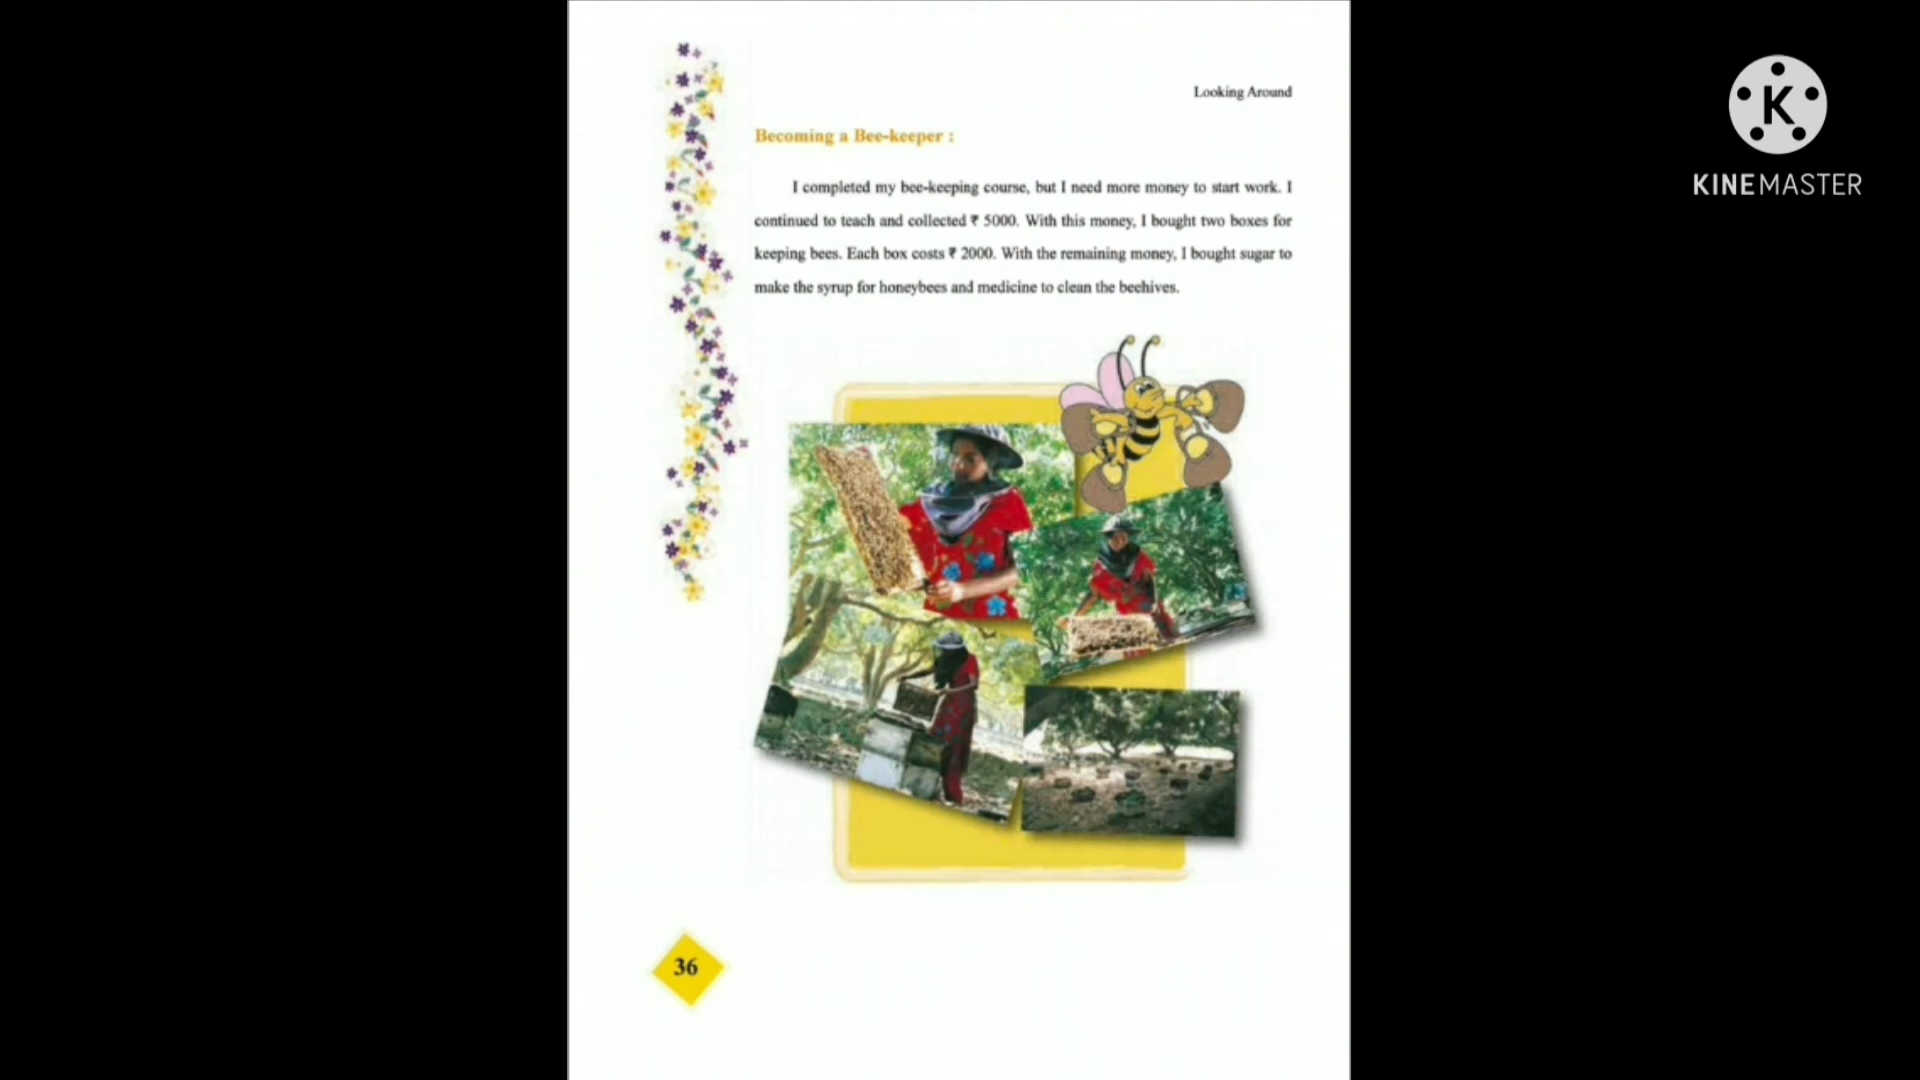 Looking Around
Becoming a Bee-keeper :
I completed my bee-keeping course, but I need more money to start work. I
continued to teach and collected ₹ 5000. With this money, I bought two boxes for
keeping bees. Each box costs ₹ 2000. With the remaining money, I bought sugar to
make the syrup for honeybees and medicine to clean the beehives.
36
K
KINEMASTER